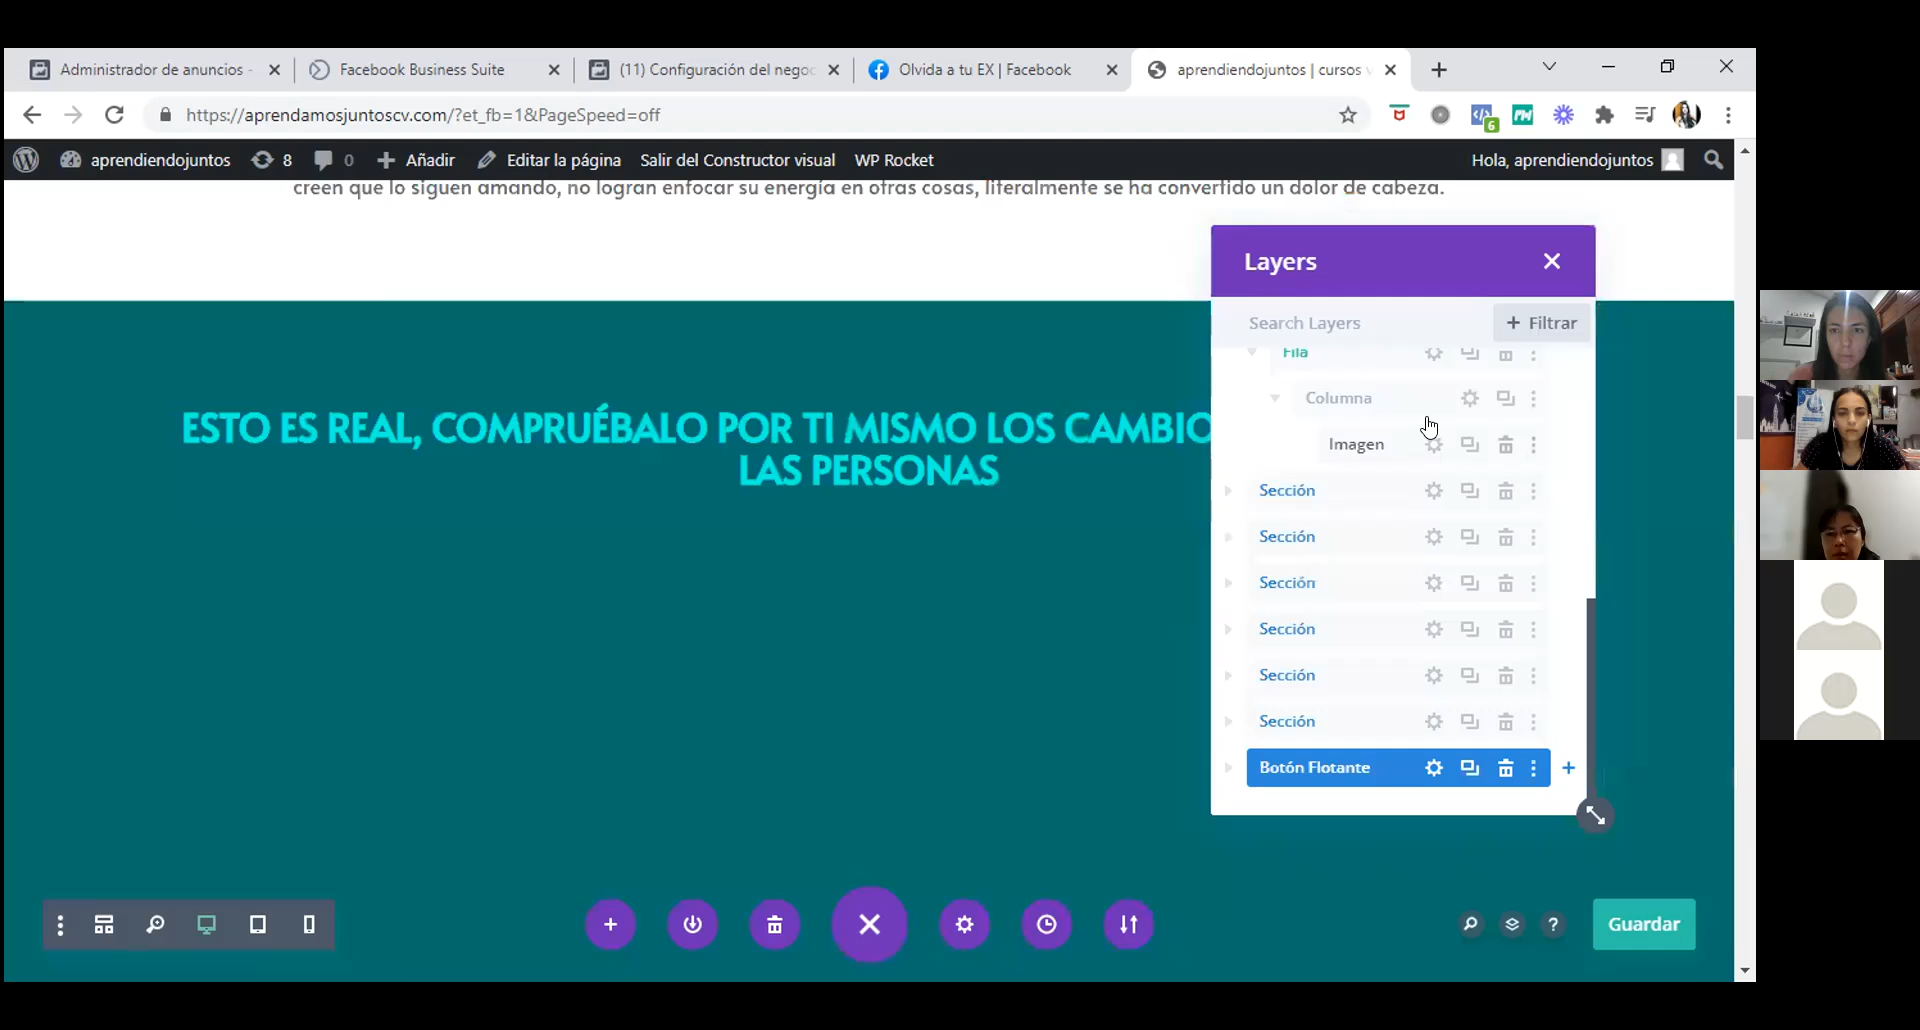 Administrador de anuncios -
Facebook Business Suite
(11) Configuración del negoc
Olvida a tu EX | Facebook
aprendiendojuntos | cursos v
https://aprendamosjuntoscv.com/?et_fb=1&PageSpeed=off
6
aprendiendojuntos
8
0
Añadir
Editar la página
Salir del Constructor visual
WP Rocket
Hola, aprendiendojuntos
creen que lo siguen amando, no logran enfocar su energía en otras cosas, literalmente se ha convertido un dolor de cabeza.
ESTO ES REAL, COMPRUÉBALO POR TI MISMO LOS CAMBIO
LAS PERSONAS
Layers
Search Layers
+ Filtrar
Fila
Columna
Imagen
Sección
Sección
Sección
Sección
Sección
Sección
Botón Flotante
Guardar